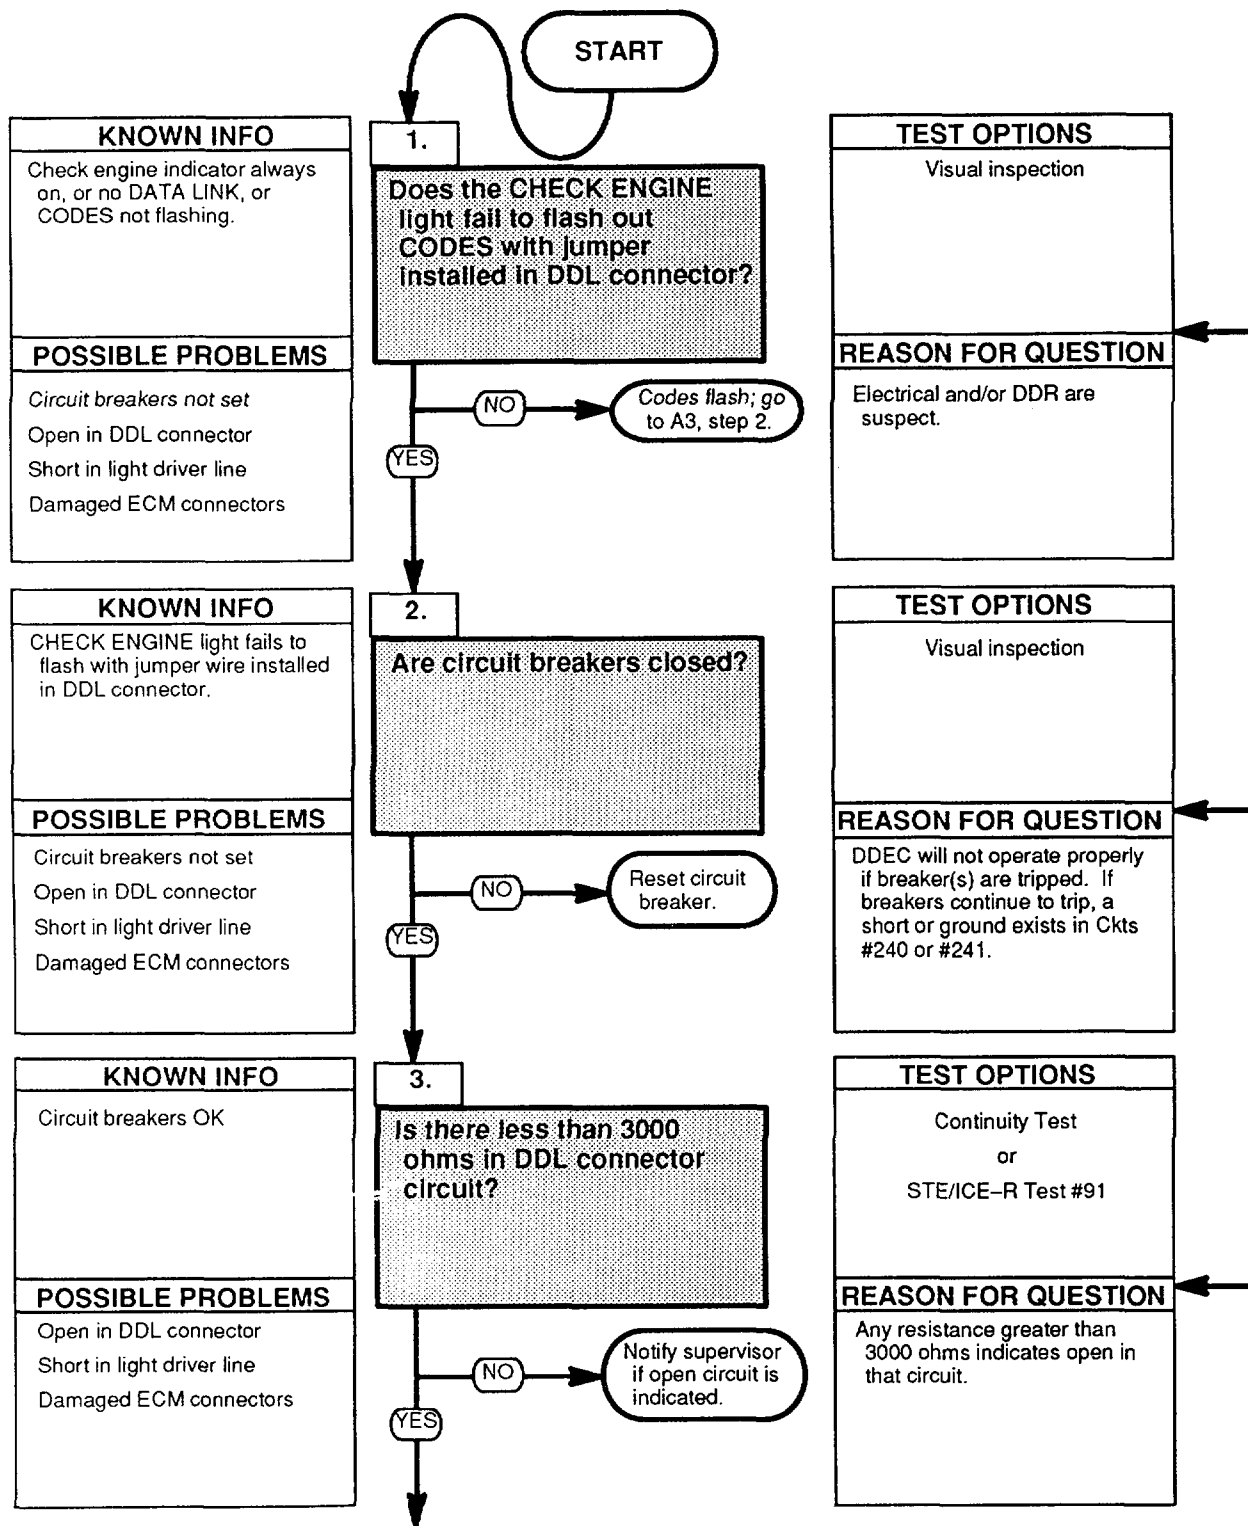 START
KNOWN INFO
Check engine indicator always
on, or no DATA LINK, or
CODES not flashing.
POSSIBLE PROBLEMS
Circuit breakers not set
Open in DDL connector
Short in light driver line
Damaged ECM connectors
1.
Does the CHECK ENGINE
light fail to flash out
CODES with jumper
installed in DDL connector?
NO
Codes flash; go
to A3, step 2.
YES
TEST OPTIONS
Visual inspection
REASON FOR QUESTION
Electrical and/or DDR are
suspect.
KNOWN INFO
CHECK ENGINE light fails to
flash with jumper wire installed
in DDL connector.
POSSIBLE PROBLEMS
Circuit breakers not set
Open in DDL connector
Short in light driver line
Damaged ECM connectors
2.
Are circuit breakers closed?
NO
Reset circuit
breaker.
YES
TEST OPTIONS
Visual inspection
REASON FOR QUESTION
DDEC will not operate properly
if breaker(s) are tripped. If
breakers continue to trip, a
short or ground exists in Ckts
#240 or #241.
KNOWN INFO
Circuit breakers OK
POSSIBLE PROBLEMS
Open in DDL connector
Short in light driver line
Damaged ECM connectors
3.
Is there less than 3000
ohms in DDL connector
circuit?
NO
Notify supervisor
if open circuit is
indicated.
YES
TEST OPTIONS
Continuity Test
or
STE/ICE–R Test #91
REASON FOR QUESTION
Any resistance greater than
3000 ohms indicates open in
that circuit.